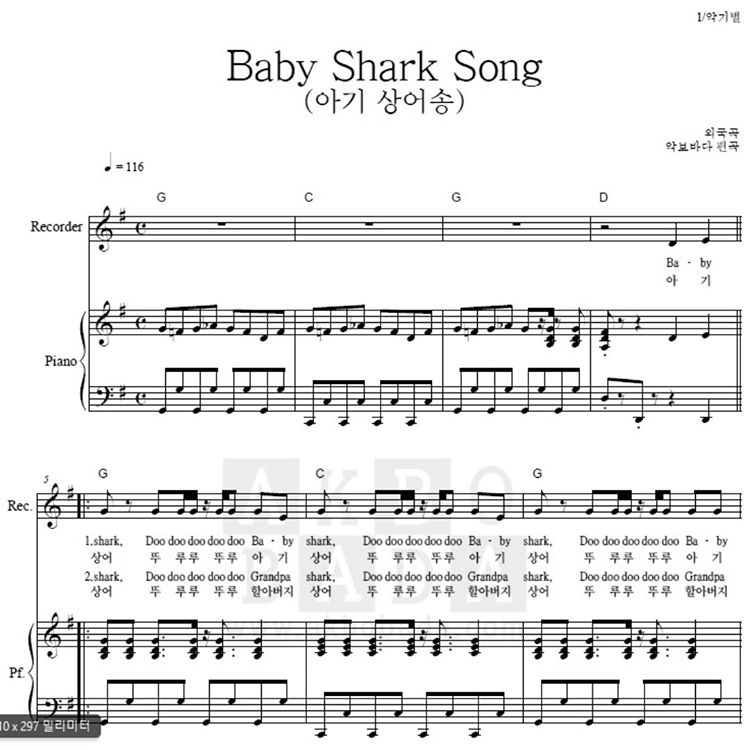 1/악기별
Baby Shark Song
(아기 상어송)
외국곡
악보바다 편곡
♩ = 116
G C G D
Recorder
Ba - by
아 기
Piano
5
G C G
Rec.
1.shark, Doo doo doo doo doo Ba - by shark, Doo doo doo doo doo Ba - by shark, Doo doo doo doo doo Ba - by
상어 뚜 루루 뚜루 아 기 상어 뚜 루루 뚜루 아 기 상어 뚜 루루 뚜루 아 기
2.shark, Doo doo doo doo doo Grandpa shark, Doo doo doo doo doo Grandpa shark, Doo doo doo doo doo Grandpa
상어 뚜 루루 뚜루 할아버지 상어 뚜 루루 뚜루 할아버지 상어 뚜 루루 뚜루 할아버지
AKBO
BADA
Pf.
10 x 297 밀리미터